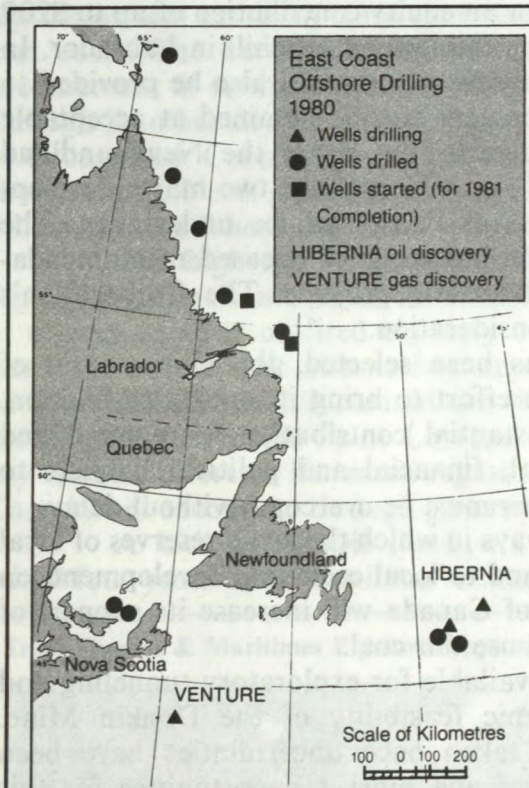 70°
55°
60°
East Coast
Offshore Drilling
1980
▲ Wells drilling
● Wells drilled
■ Wells started (for 1981
Completion)
HIBERNIA oil discovery
VENTURE gas discovery
55°
50°
Labrador
Quebec
50°
Newfoundland
HIBERNIA
Nova Scotia
VENTURE
Scale of Kilometres
100 0 100 200